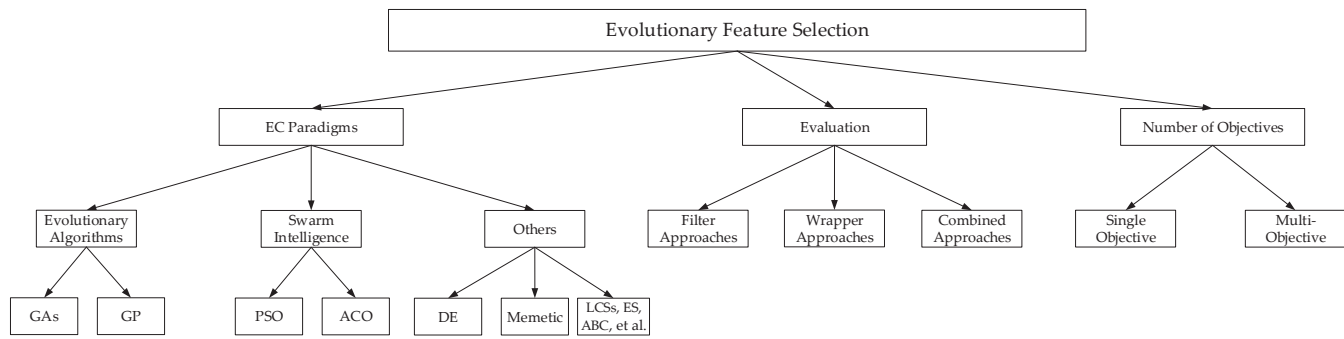 Evolutionary Feature Selection
EC Paradigms
Evaluation
Number of Objectives
Evolutionary
Algorithms
Swarm
Intelligence
Others
Filter
Approaches
Wrapper
Approaches
Combined
Approaches
Single
Objective
Multi-
Objective
GAs
GP
PSO
ACO
DE
Memetic
LCSs, ES,
ABC, et al.